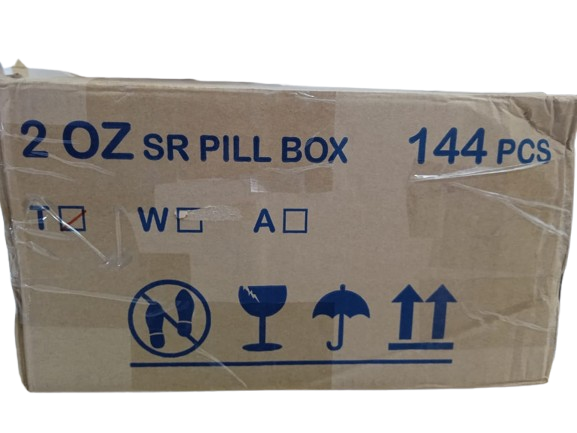 2 OZ SR PILL BOX 144 PCS
T W A